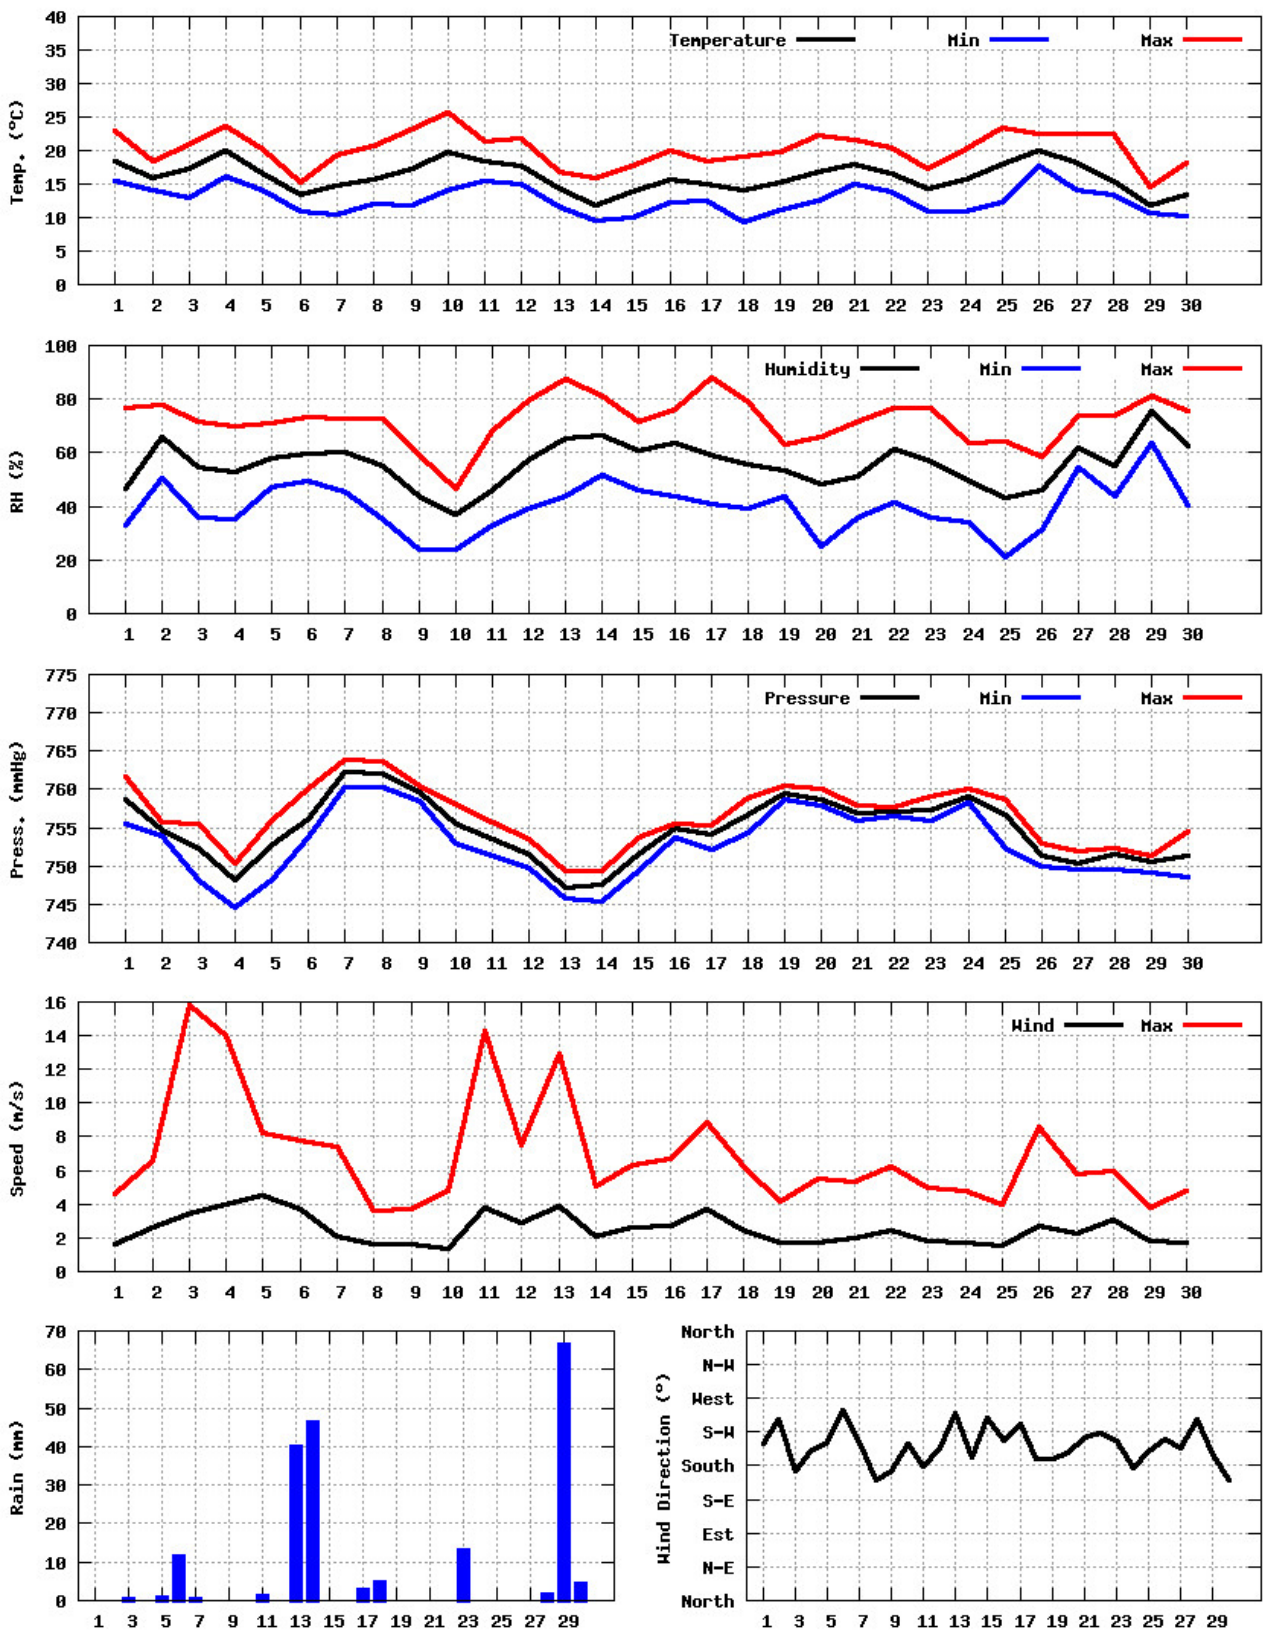 40
35
30
25
20
15
10
5
0
Temp. (°C)
Temperature Min Max
1 2 3 4 5 6 7 8 9 10 11 12 13 14 15 16 17 18 19 20 21 22 23 24 25 26 27 28 29 30
100
80
60
40
20
0
RH (%)
Humidity Min Max
1 2 3 4 5 6 7 8 9 10 11 12 13 14 15 16 17 18 19 20 21 22 23 24 25 26 27 28 29 30
775
770
765
760
755
750
745
740
Press. (mmHg)
Pressure Min Max
1 2 3 4 5 6 7 8 9 10 11 12 13 14 15 16 17 18 19 20 21 22 23 24 25 26 27 28 29 30
16
14
12
10
8
6
4
2
0
Speed (m/s)
Wind Max
1 2 3 4 5 6 7 8 9 10 11 12 13 14 15 16 17 18 19 20 21 22 23 24 25 26 27 28 29 30
70
60
50
40
30
20
10
0
Rain (mm)
1 3 5 7 9 11 13 15 17 19 21 23 25 27 29
North
N-W
West
S-W
South
S-E
Est
N-E
North
Wind Direction (°)
1 3 5 7 9 11 13 15 17 19 21 23 25 27 29